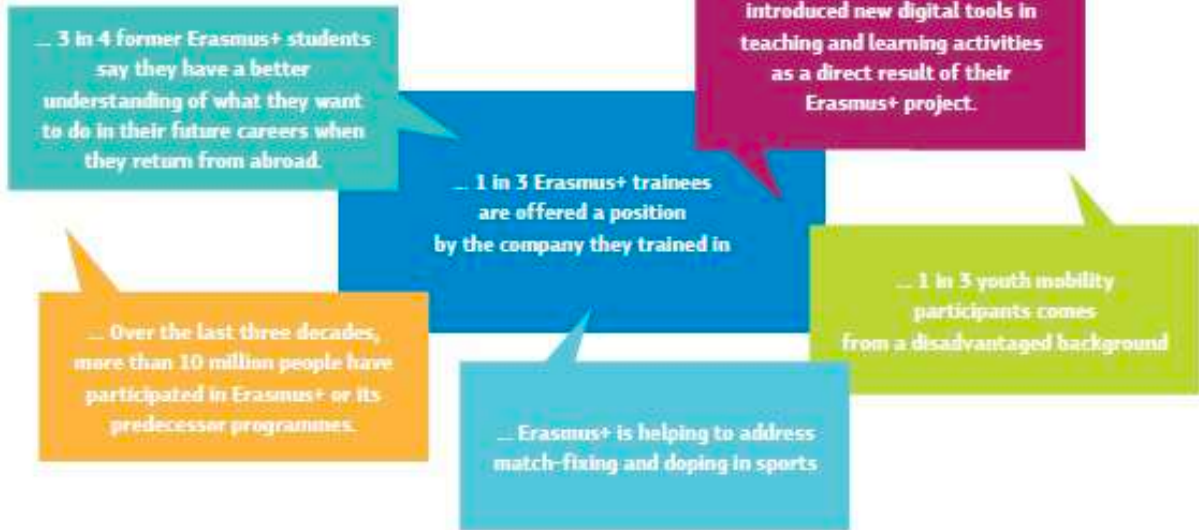 ... 3 in 4 former Erasmus+ students
say they have a better
understanding of what they want
to do in their future careers when
they return from abroad.
introduced new digital tools in
teaching and learning activities
as a direct result of their
Erasmus+ project.
... 1 in 3 Erasmus+ trainees
are offered a position
by the company they trained in
... 1 in 3 youth mobility
participants comes
from a disadvantaged background
... Over the last three decades,
more than 10 million people have
participated in Erasmus+ or its
predecessor programmes.
... Erasmus+ is helping to address
match-fixing and doping in sports